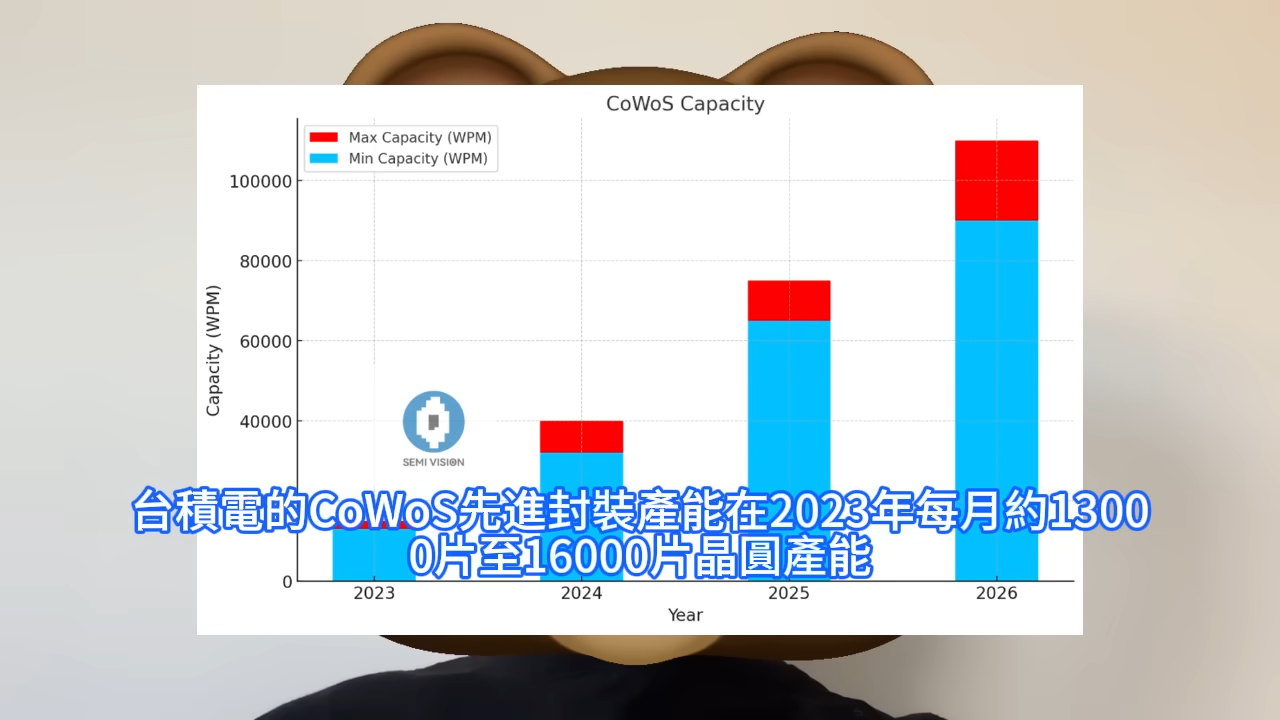 CoWoS Capacity
Max Capacity (WPM)
Min Capacity (WPM)
100000
80000
60000
40000
0
Capacity (WPM)
SEMI VISION
2023
2024
2025
2026
Year
台積電的CoWoS先進封裝產能在2023年每月約1300
0片至16000片晶圓產能